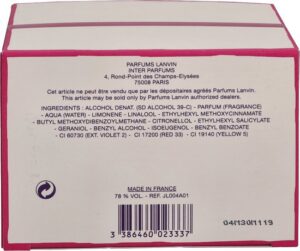 PARFUMS LANVIN
INTER PARFUMS
4, Rond-Point des Champs-Elysées
75008 PARIS
Cet article ne peut être vendu que par les dépositaires agréés Parfums Lanvin.
This article may be sold only by Parfums Lanvin authorized dealers.
INGREDIENTS : ALCOHOL DENAT. (SD ALCOHOL 39-C) - PARFUM (FRAGRANCE)
- AQUA (WATER) - LIMONENE - LINALOOL - ETHYLHEXYL METHOXYCINNAMATE
- BUTYL METHOXYDIBENZOYLMETHANE - CITRONELLOL - ETHYLHEXYL SALICYLATE
- GERANIOL - BENZYL ALCOHOL - ISOEUGENOL - BENZYL BENZOATE
- CI 60730 (EXT. VIOLET 2) - CI 17200 (RED 33) - CI 19140 (YELLOW 5)
MADE IN FRANCE
78 % VOL. - REF. JL004A01
3 386460 023337